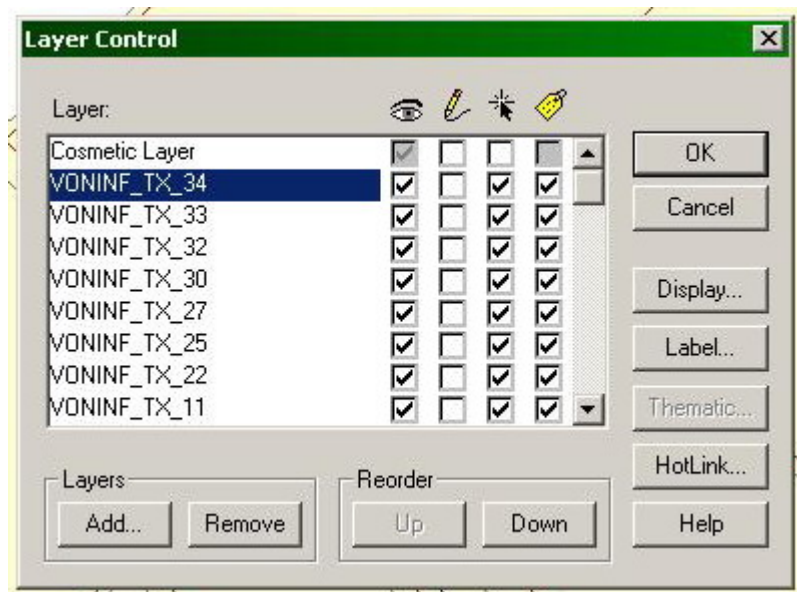 Layer Control
Layer:
Cosmetic Layer
VONINF_TX_34
VONINF_TX_33
VONINF_TX_32
VONINF_TX_30
VONINF_TX_27
VONINF_TX_25
VONINF_TX_22
VONINF_TX_11
OK
Cancel
Display...
Label...
Thematic...
HotLink...
Help
Layers
Add...
Remove
Reorder
Up
Down